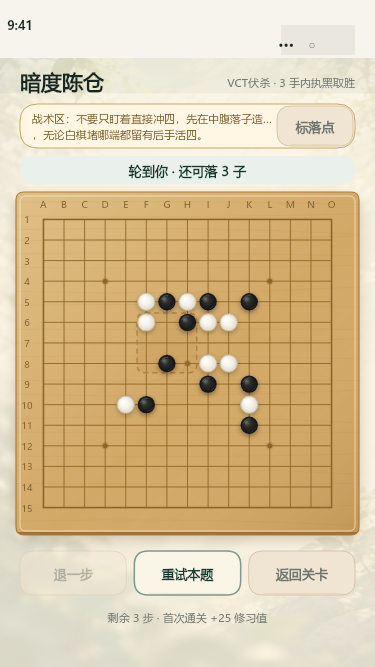 9:41
暗度陈仓
VCT伏杀 · 3 手内执黑取胜
战术区：不要只盯着直接冲四，先在中腹落子造…
，无论白棋堵哪端都留有后手活四。
标落点
轮到你 · 还可落 3 子
A B C D E F G H I J K L M N O
1
2
3
4
5
6
7
8
9
10
11
12
13
14
15
退一步
重试本题
返回关卡
剩余 3 步 · 首次通关 +25 修习值